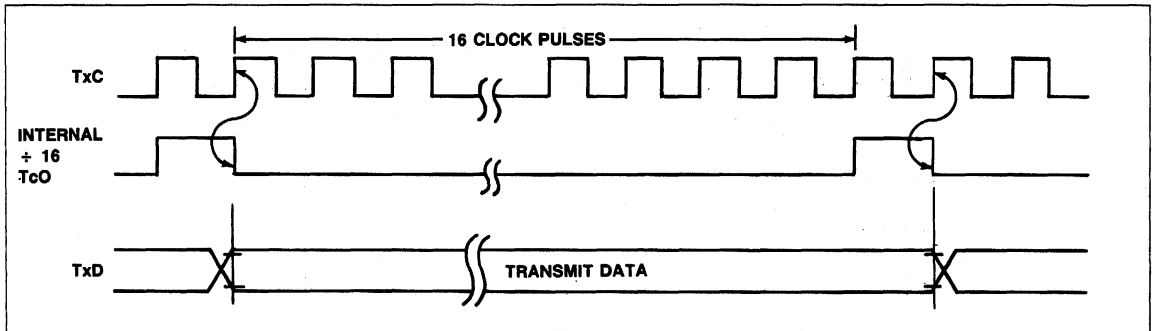 16 CLOCK PULSES
TxC
INTERNAL
÷ 16
TcO
TxD
TRANSMIT DATA